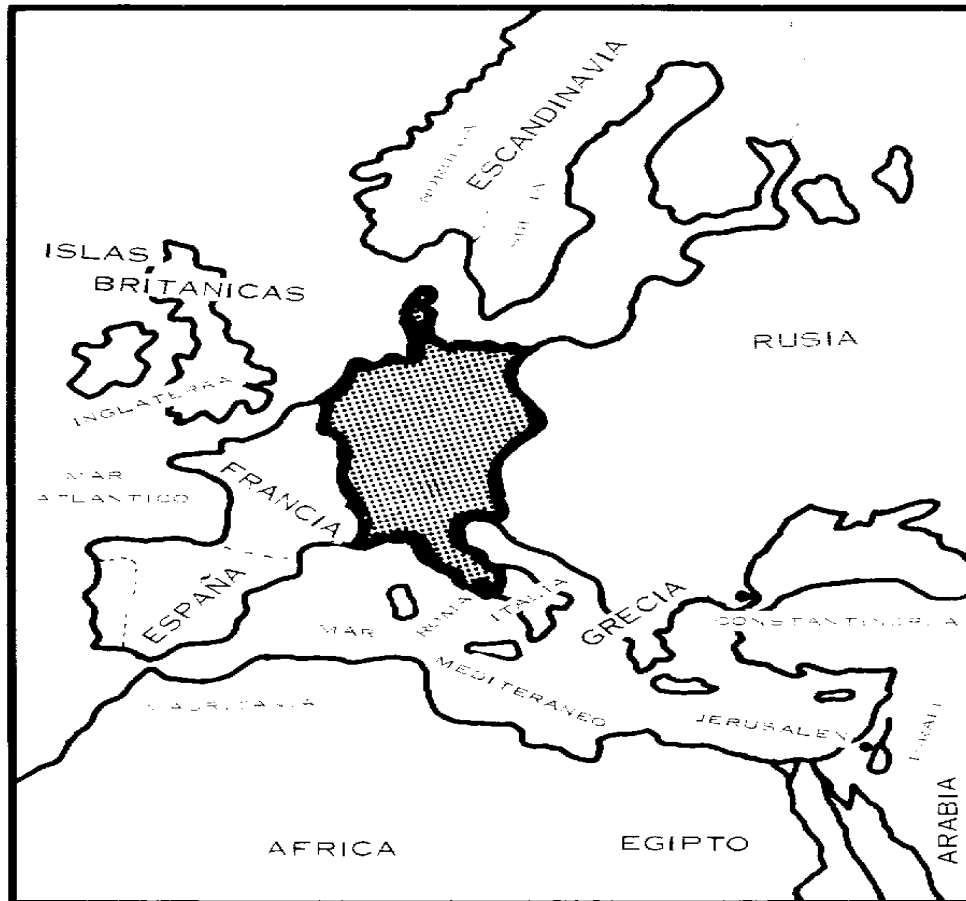 ESCANDINAVIA
ISLAS
BRITANICAS
RUSIA
INGLATERRA
MAR
ATLANTICO
FRANCIA
ESPAÑA
MAR
MEDITERANEO
ROMA
ITALIA
GRECIA
JERUSALEN
ARABIA
AFRICA
EGIPTO